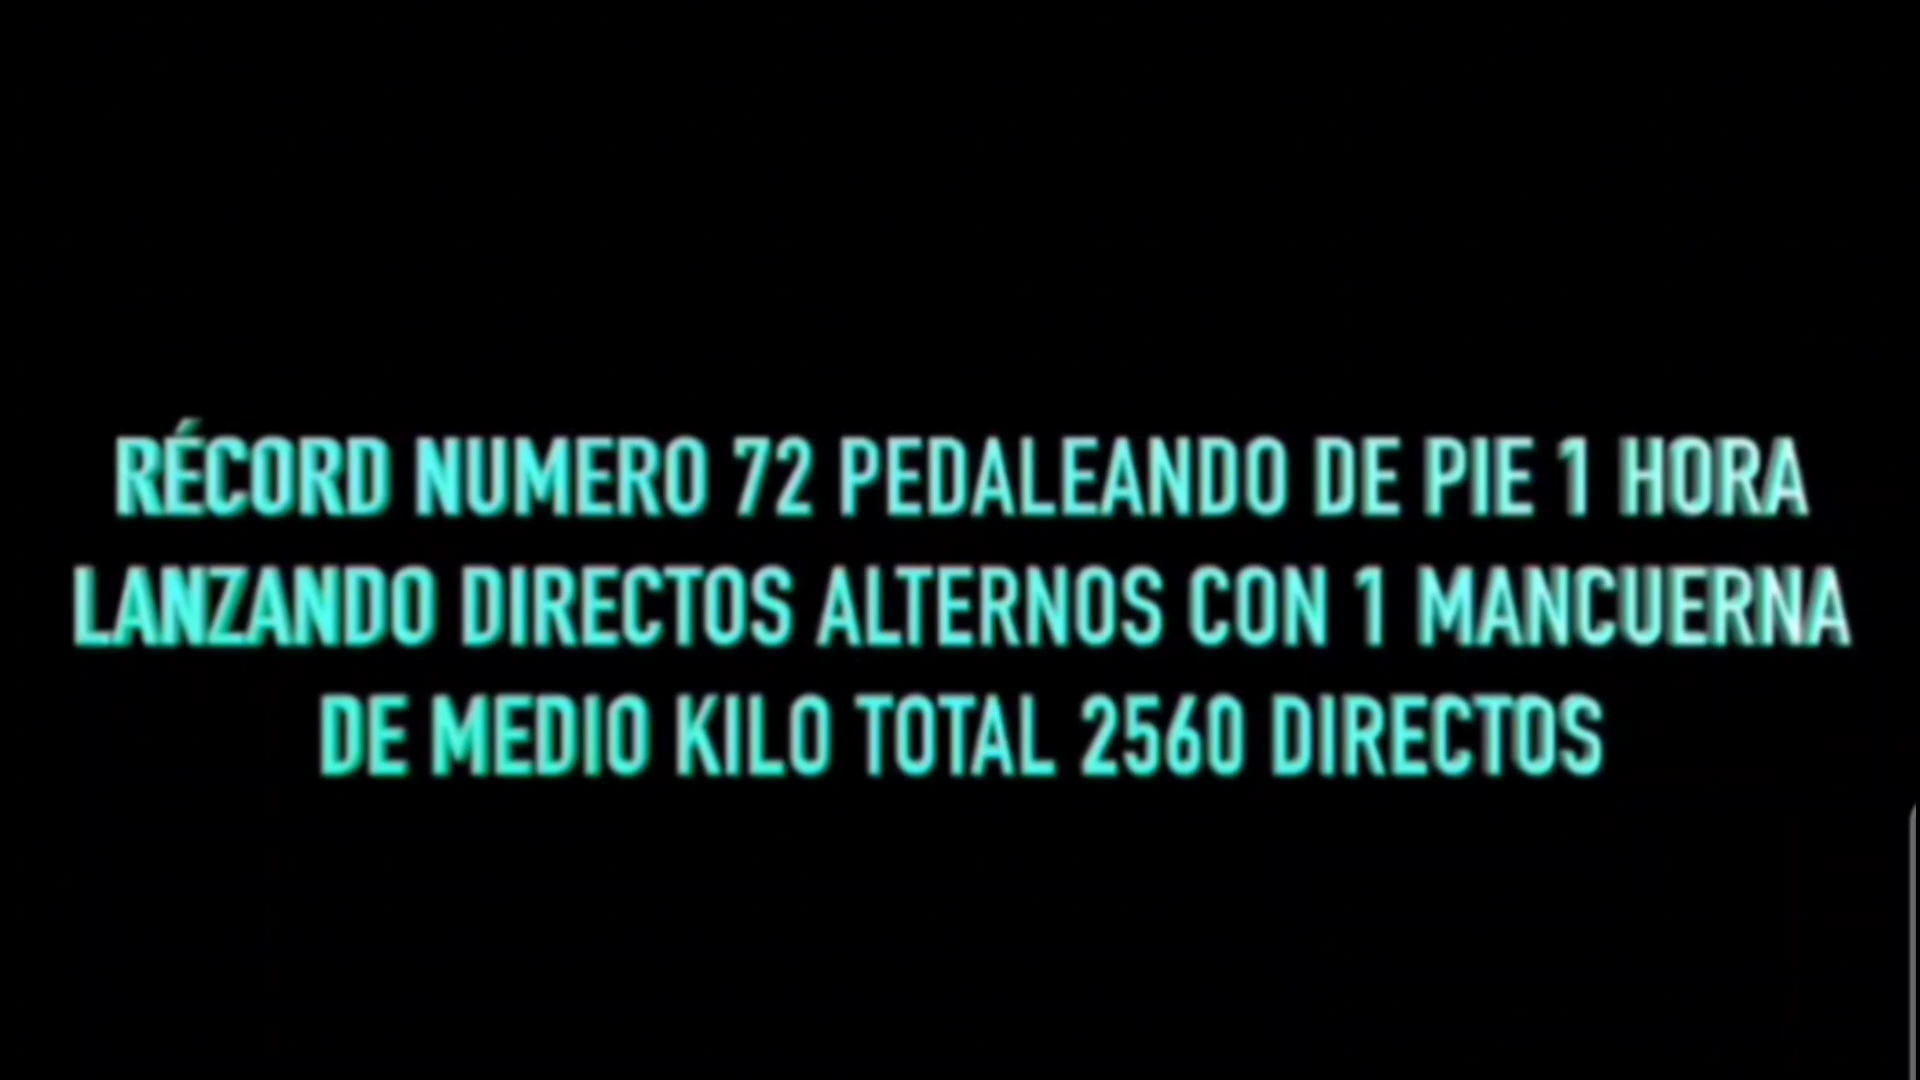 RÉCORD NUMERO 72 PEDALEANDO DE PIE 1 HORA
LANZANDO DIRECTOS ALTERNOS CON 1 MANCUERNA
DE MEDIO KILO TOTAL 2560 DIRECTOS